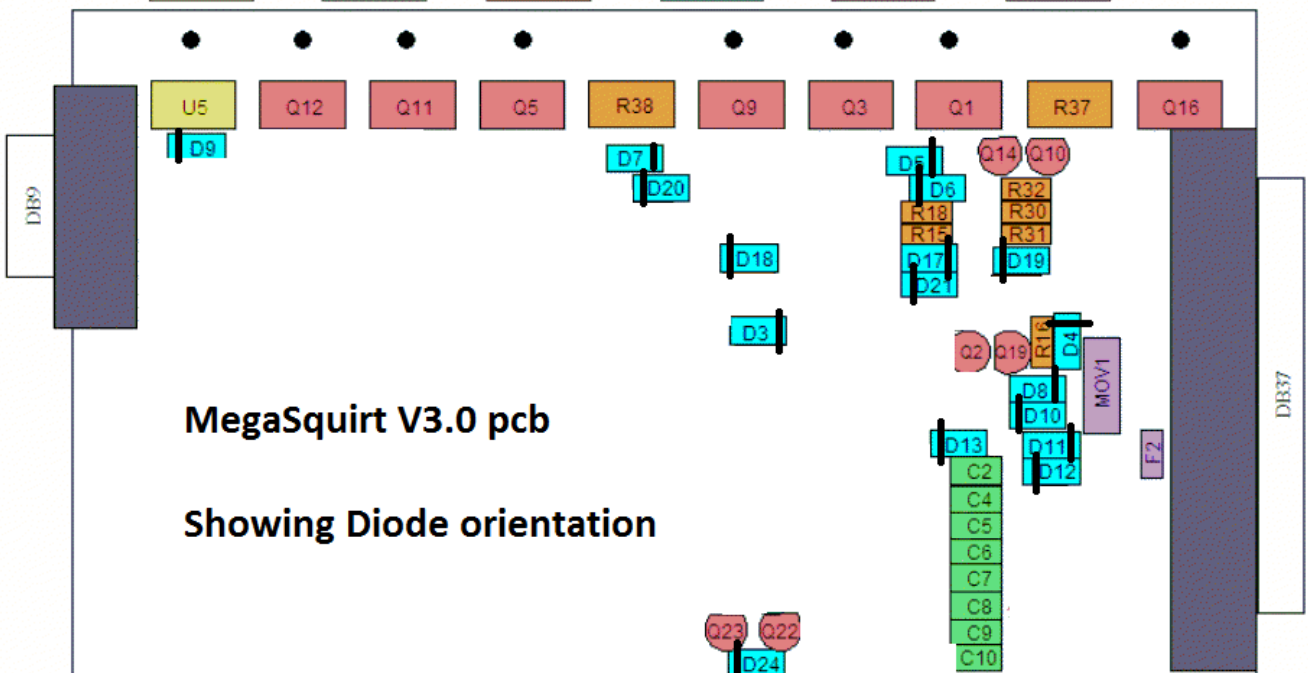 U5 Q12 Q11 Q5 R38 Q9 Q3 Q1 R37 Q16
D9 D7 D5 Q14 Q10
D20 D6 R32
DB9
R18 R30
R15 R31
D18 D17 D19
D21
D3 R16 D4
Q2 Q19 MOV1
DB37
D8
MegaSquirt V3.0 pcb
D10
D13 D11 F2
C2 D12
C4
Showing Diode orientation
C5
C6
C7
C8
C9
Q23 Q22
C10
D24